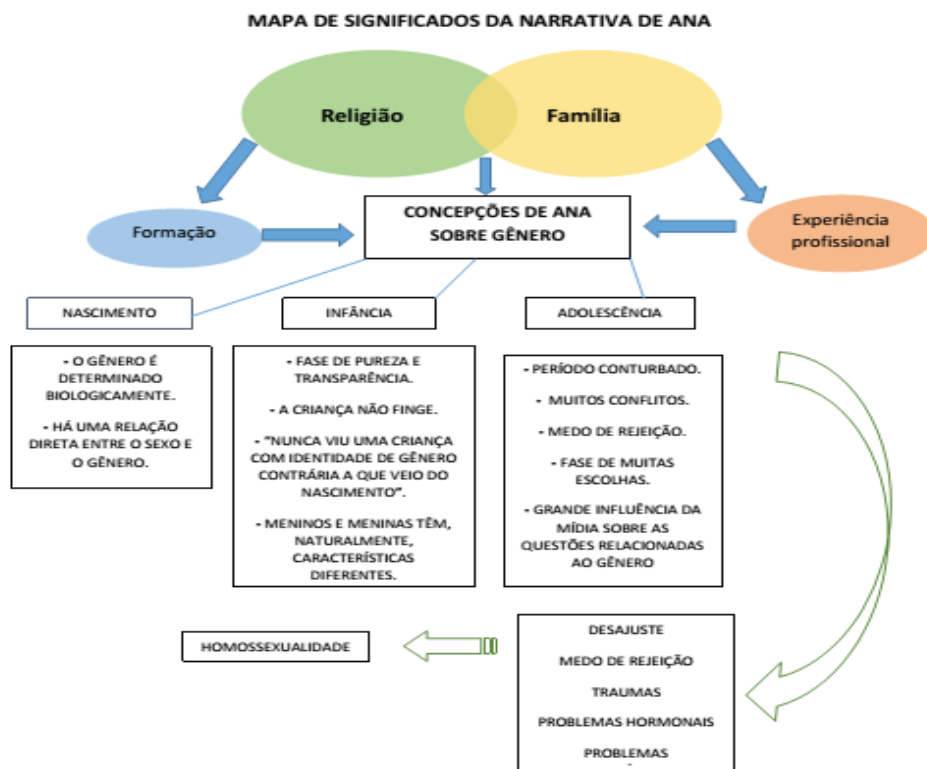 MAPA DE SIGNIFICADOS DA NARRATIVA DE ANA
Religião
Família
Formação
CONCEPÇÕES DE ANA
SOBRE GÊNERO
Experiência
profissional
NASCIMENTO
INFÂNCIA
ADOLESCÊNCIA
- O GÊNERO É
DETERMINADO
BIOLOGICAMENTE.
- HÁ UMA RELAÇÃO
DIRETA ENTRE O SEXO E
O GÊNERO.
- FASE DE PUREZA E
TRANSPARÊNCIA.
- A CRIANÇA NÃO FINGE.
- "NUNCA VIU UMA CRIANÇA
COM IDENTIDADE DE GÊNERO
CONTRÁRIA A QUE VEIO DO
NASCIMENTO".
- MENINOS E MENINAS TÊM,
NATURALMENTE,
CARACTERÍSTICAS
DIFERENTES.
- PERÍODO CONTURBADO.
- MUITOS CONFLITOS.
- MEDO DE REJEIÇÃO.
- FASE DE MUITAS
ESCOLHAS.
- GRANDE INFLUÊNCIA DA
MÍDIA SOBRE AS
QUESTÕES RELACIONADAS
AO GÊNERO
HOMOSSEXUALIDADE
DESAJUSTE
MEDO DE REJEIÇÃO
TRAUMAS
PROBLEMAS HORMONAIS
PROBLEMAS